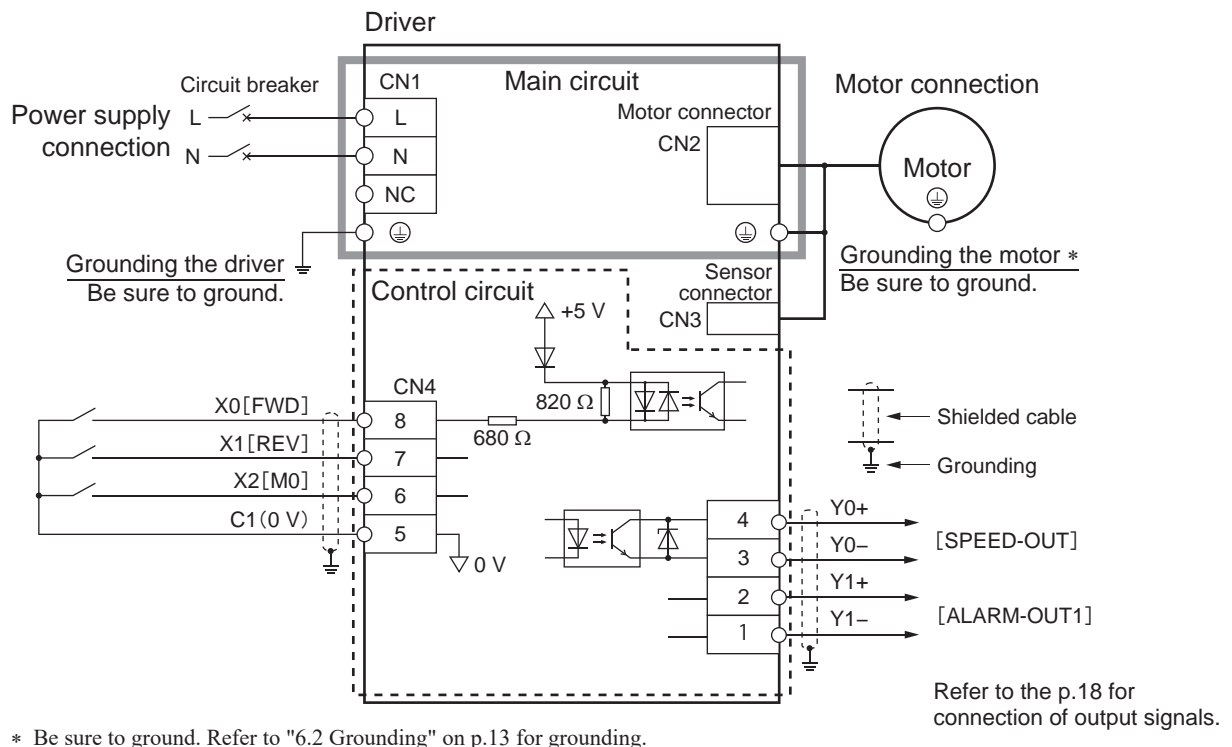 Driver
Circuit breaker
CN1
Main circuit
Motor connection
Power supply
connection
L
N
L
N
NC
Motor connector
CN2
Motor
Grounding the driver
Be sure to ground.
Grounding the motor *
Be sure to ground.
Control circuit
Sensor
connector
CN3
+5 V
CN4
820 Ω
680 Ω
X0[FWD]
8
X1[REV]
7
X2[M0]
6
C1(0 V)
5
0 V
Shielded cable
Grounding
4
Y0+
3
Y0–
[SPEED-OUT]
2
Y1+
1
Y1–
[ALARM-OUT1]
Refer to the p.18 for
connection of output signals.
* Be sure to ground. Refer to "6.2 Grounding" on p.13 for grounding.